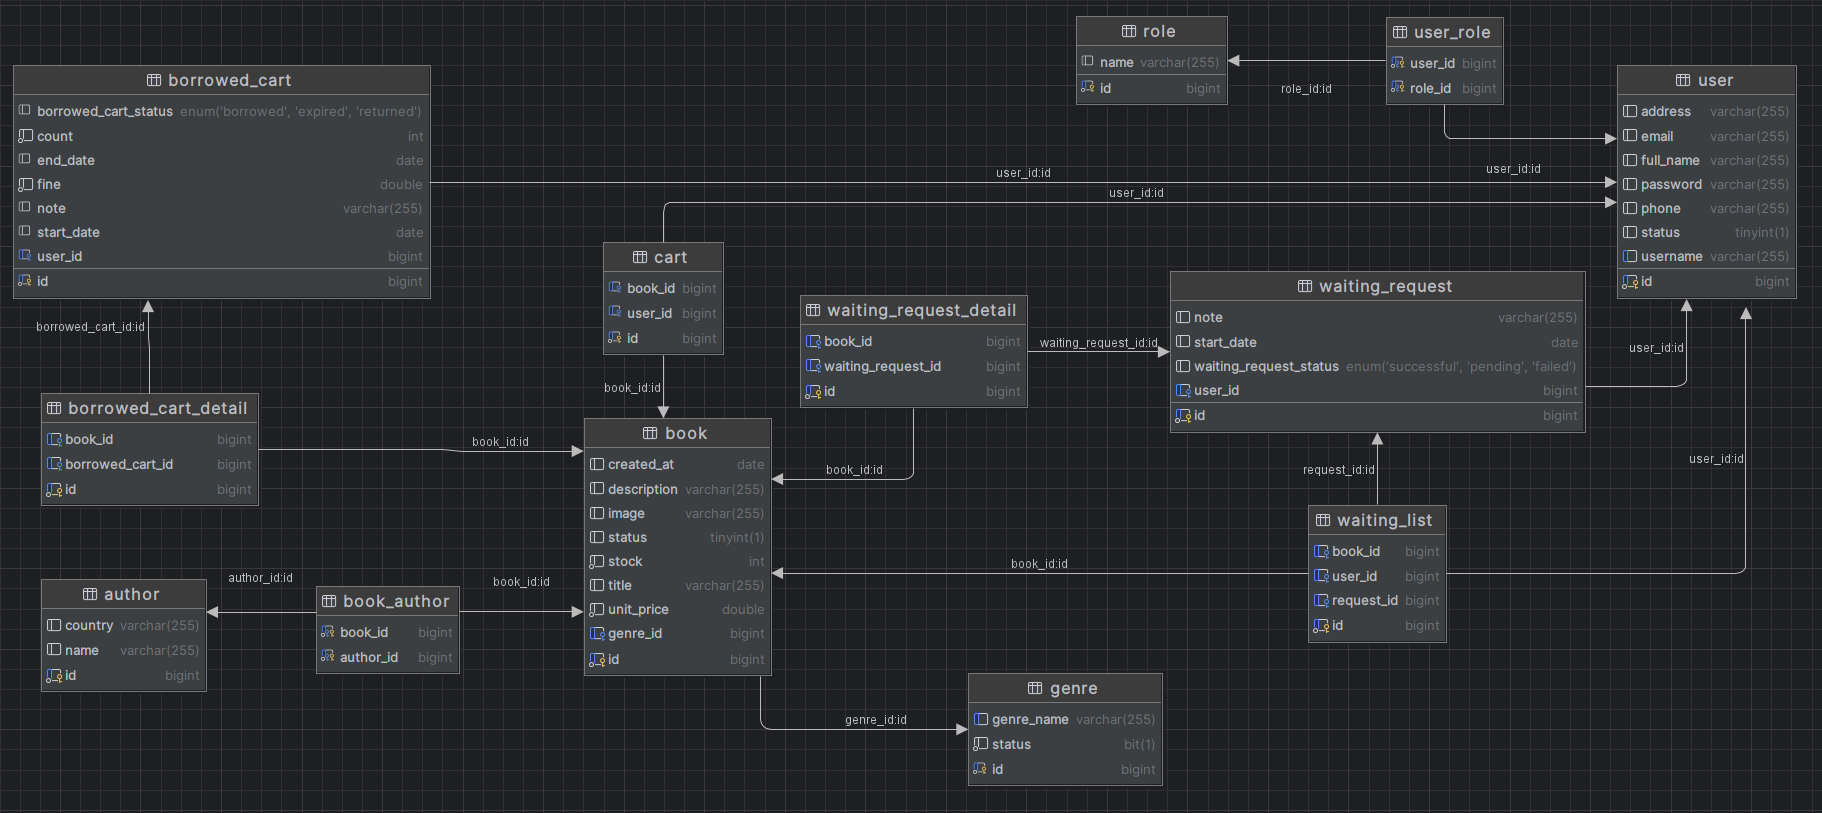 role
name varchar(255)
id bigint
user_role
user_id bigint
role_id bigint
role_id:id
user
address varchar(255)
email varchar(255)
full_name varchar(255)
password varchar(255)
phone varchar(255)
status tinyint(1)
username varchar(255)
id bigint
borrowed_cart
borrowed_cart_status enum('borrowed', 'expired', 'returned')
count int
end_date date
fine double
note varchar(255)
start_date date
user_id bigint
id bigint
user_id:id
user_id:id
user_id:id
cart
book_id bigint
user_id bigint
id bigint
waiting_request_detail
book_id bigint
waiting_request_id bigint
id bigint
waiting_request_id:id
waiting_request
note varchar(255)
start_date date
waiting_request_status enum('successful', 'pending', 'failed')
user_id bigint
id bigint
user_id:id
borrowed_cart_id:id
book_id:id
borrowed_cart_detail
book_id bigint
borrowed_cart_id bigint
id bigint
book_id:id
book
created_at date
description varchar(255)
image varchar(255)
status tinyint(1)
stock int
title varchar(255)
unit_price double
genre_id bigint
id bigint
book_id:id
request_id:id
user_id:id
waiting_list
book_id bigint
user_id bigint
request_id bigint
id bigint
book_id:id
author
country varchar(255)
name varchar(255)
id bigint
author_id:id
book_author
book_id bigint
author_id bigint
book_id:id
genre_id:id
genre
genre_name varchar(255)
status bit(1)
id bigint